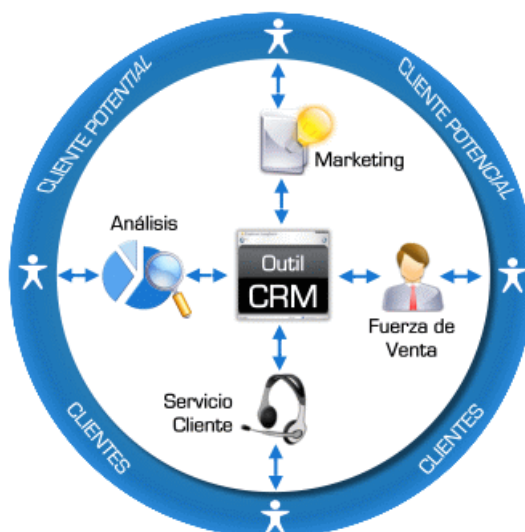 CLIENTE POTENTIAL
CLIENTE POTENCIAL
Marketing
Análisis
Outil
CRM
Fuerza de
Venta
Servicio
Cliente
CLIENTES
CLIENTES